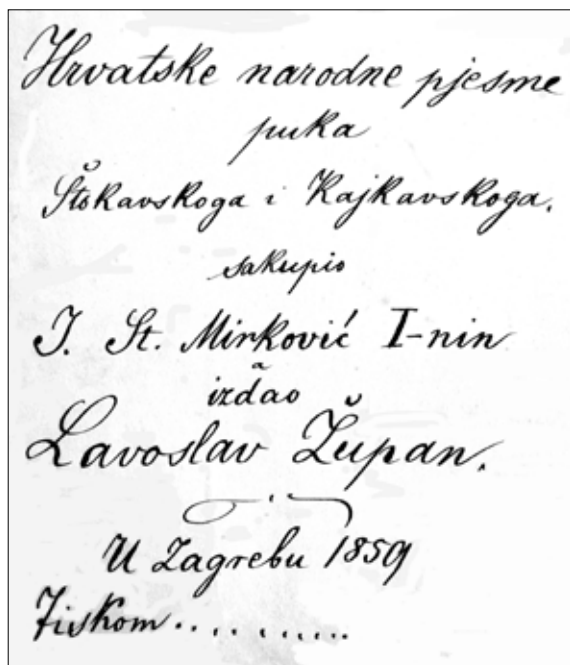 Hrvatske narodne pjesme
puka
Štokavskoga i Kajkavskoga.
sakupio
J. St. Mirković I-nin
a
izdao
Lavoslav Župan.
U Zagrebu 1859
Tiskom...........